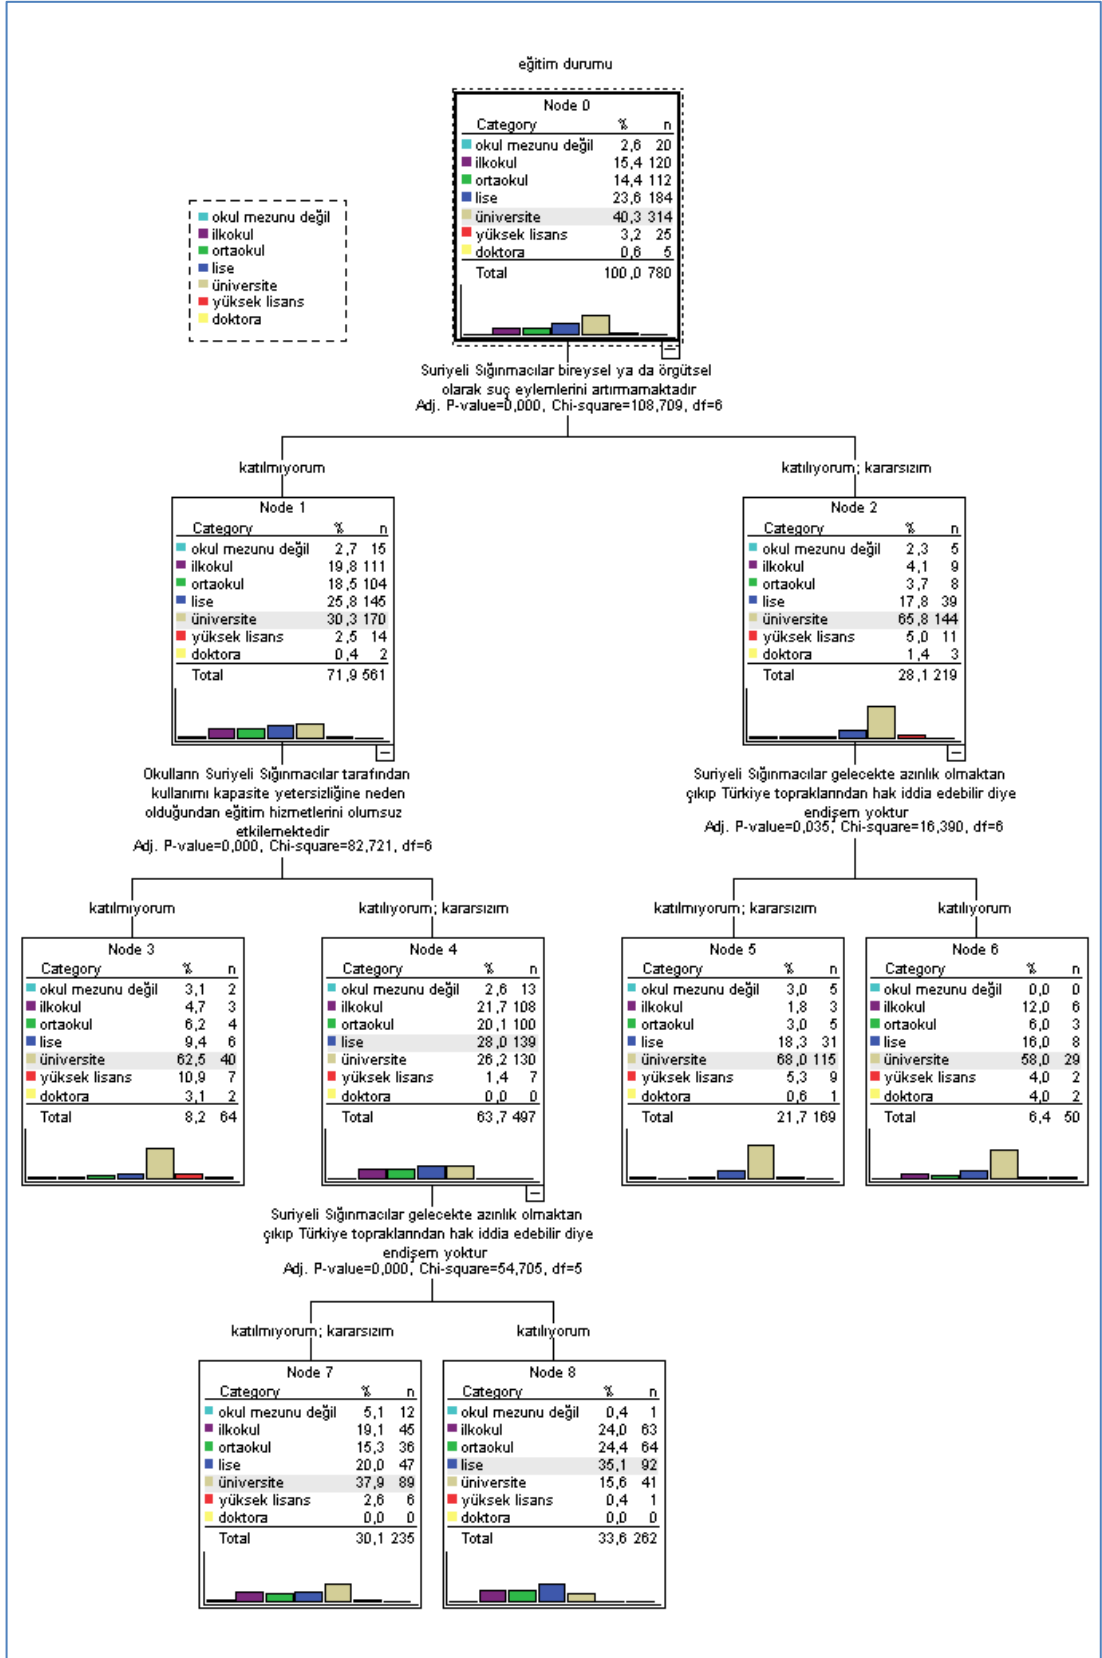 eğitim durumu
Node 0
Category % n
okul mezunu değil 2,6 20
ilkokul 15,4 120
ortaokul 14,4 112
lise 23,6 184
üniversite 40,3 314
yüksek lisans 3,2 25
doktora 0,6 5
Total 100,0 780
okul mezunu değil
ilkokul
ortaokul
lise
üniversite
yüksek lisans
doktora
Suriyeli Sığınmacılar bireysel ya da örgütsel
olarak suç eylemlerini artırmamaktadır
Adj. P-value=0,000, Chi-square=108,709, df=6
katılmıyorum
katılıyorum; kararsızım
Node 1
Category % n
okul mezunu değil 2,7 15
ilkokul 19,8 111
ortaokul 18,5 104
lise 25,8 145
üniversite 30,3 170
yüksek lisans 2,5 14
doktora 0,4 2
Total 71,9 561
Node 2
Category % n
okul mezunu değil 2,3 5
ilkokul 4,1 9
ortaokul 3,7 8
lise 17,8 39
üniversite 65,8 144
yüksek lisans 5,0 11
doktora 1,4 3
Total 28,1 219
Okulların Suriyeli Sığınmacılar tarafından
kullanımı kapasite yetersizliğine neden
olduğundan eğitim hizmetlerini olumsuz
etkilemektedir
Adj. P-value=0,000, Chi-square=82,721, df=6
Suriyeli Sığınmacılar gelecekte azınlık olmaktan
çıkıp Türkiye topraklarından hak iddia edebilir diye
endişem yoktur
Adj. P-value=0,035, Chi-square=16,390, df=6
katılmıyorum
katılıyorum; kararsızım
katılmıyorum; kararsızım
katılıyorum
Node 3
Category % n
okul mezunu değil 3,1 2
ilkokul 4,7 3
ortaokul 6,2 4
lise 9,4 6
üniversite 62,5 40
yüksek lisans 10,9 7
doktora 3,1 2
Total 8,2 64
Node 4
Category % n
okul mezunu değil 2,6 13
ilkokul 21,7 108
ortaokul 20,1 100
lise 28,0 139
üniversite 26,2 130
yüksek lisans 1,4 7
doktora 0,0 0
Total 63,7 497
Node 5
Category % n
okul mezunu değil 3,0 5
ilkokul 1,8 3
ortaokul 3,0 5
lise 18,3 31
üniversite 68,0 115
yüksek lisans 5,3 9
doktora 0,6 1
Total 21,7 169
Node 6
Category % n
okul mezunu değil 0,0 0
ilkokul 12,0 6
ortaokul 6,0 3
lise 16,0 8
üniversite 58,0 29
yüksek lisans 4,0 2
doktora 4,0 2
Total 6,4 50
Suriyeli Sığınmacılar gelecekte azınlık olmaktan
çıkıp Türkiye topraklarından hak iddia edebilir diye
endişem yoktur
Adj. P-value=0,000, Chi-square=54,705, df=5
katılmıyorum; kararsızım
katılıyorum
Node 7
Category % n
okul mezunu değil 5,1 12
ilkokul 19,1 45
ortaokul 15,3 36
lise 20,0 47
üniversite 37,9 89
yüksek lisans 2,6 6
doktora 0,0 0
Total 30,1 235
Node 8
Category % n
okul mezunu değil 0,4 1
ilkokul 24,0 63
ortaokul 24,4 64
lise 35,1 92
üniversite 15,6 41
yüksek lisans 0,4 1
doktora 0,0 0
Total 33,6 262